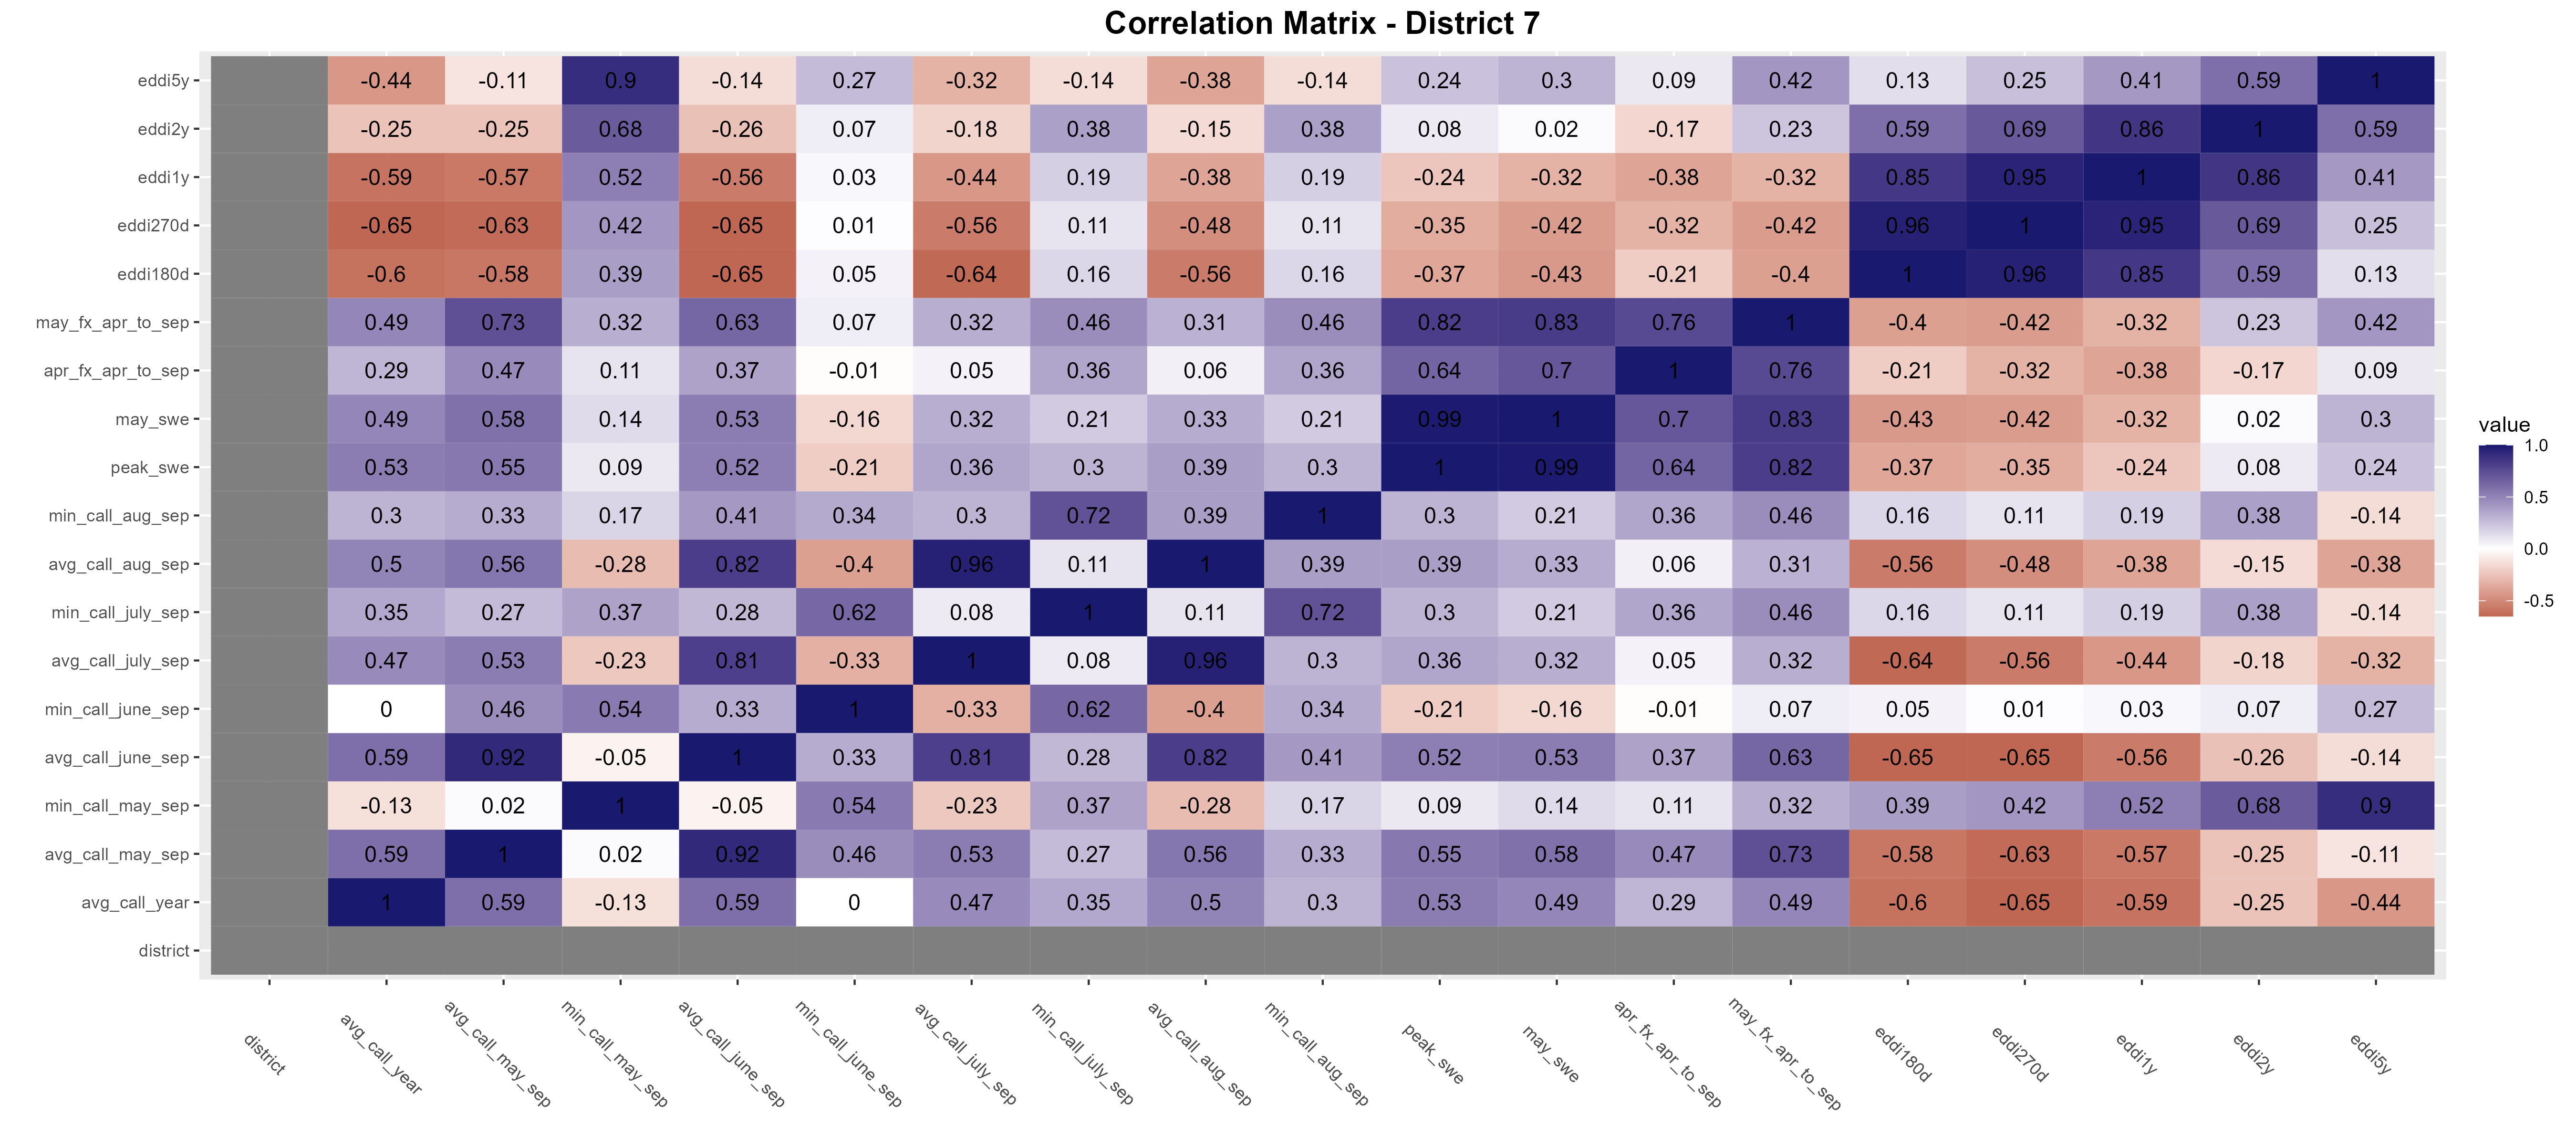 Correlation Matrix - District 7
eddi5y -0.44 -0.11 0.9 -0.14 0.27 -0.32 -0.14 -0.38 -0.14 0.24 0.3 0.09 0.42 0.13 0.25 0.41 0.59 1
eddi2y -0.25 -0.25 0.68 -0.26 0.07 -0.18 0.38 -0.15 0.38 0.08 0.02 -0.17 0.23 0.59 0.69 0.86 1 0.59
eddi1y -0.59 -0.57 0.52 -0.56 0.03 -0.44 0.19 -0.38 0.19 -0.24 -0.32 -0.38 -0.32 0.85 0.95 1 0.86 0.41
eddi270d -0.65 -0.63 0.42 -0.65 0.01 -0.56 0.11 -0.48 0.11 -0.35 -0.42 -0.32 -0.42 0.96 1 0.95 0.69 0.25
eddi180d -0.6 -0.58 0.39 -0.65 0.05 -0.64 0.16 -0.56 0.16 -0.37 -0.43 -0.21 -0.4 1 0.96 0.85 0.59 0.13
may_fx_apr_to_sep 0.49 0.73 0.32 0.63 0.07 0.32 0.46 0.31 0.46 0.82 0.83 0.76 1 -0.4 -0.42 -0.32 0.23 0.42
apr_fx_apr_to_sep 0.29 0.47 0.11 0.37 -0.01 0.05 0.36 0.06 0.36 0.64 0.7 1 0.76 -0.21 -0.32 -0.38 -0.17 0.09
may_swe 0.49 0.58 0.14 0.53 -0.16 0.32 0.21 0.33 0.21 0.99 1 0.7 0.83 -0.43 -0.42 -0.32 0.02 0.3
peak_swe 0.53 0.55 0.09 0.52 -0.21 0.36 0.3 0.39 0.3 1 0.99 0.64 0.82 -0.37 -0.35 -0.24 0.08 0.24
min_call_aug_sep 0.3 0.33 0.17 0.41 0.34 0.3 0.72 0.39 1 0.3 0.21 0.36 0.46 0.16 0.11 0.19 0.38 -0.14
avg_call_aug_sep 0.5 0.56 -0.28 0.82 -0.4 0.96 0.11 1 0.39 0.39 0.33 0.06 0.31 -0.56 -0.48 -0.38 -0.15 -0.38
min_call_july_sep 0.35 0.27 0.37 0.28 0.62 0.08 1 0.11 0.72 0.3 0.21 0.36 0.46 0.16 0.11 0.19 0.38 -0.14
avg_call_july_sep 0.47 0.53 -0.23 0.81 -0.33 1 0.08 0.96 0.3 0.36 0.32 0.05 0.32 -0.64 -0.56 -0.44 -0.18 -0.32
min_call_june_sep 0 0.46 0.54 0.33 1 -0.33 0.62 -0.4 0.34 -0.21 -0.16 -0.01 0.07 0.05 0.01 0.03 0.07 0.27
avg_call_june_sep 0.59 0.92 -0.05 1 0.33 0.81 0.28 0.82 0.41 0.52 0.53 0.37 0.63 -0.65 -0.65 -0.56 -0.26 -0.14
min_call_may_sep -0.13 0.02 1 -0.05 0.54 -0.23 0.37 -0.28 0.17 0.09 0.14 0.11 0.32 0.39 0.42 0.52 0.68 0.9
avg_call_may_sep 0.59 1 0.02 0.92 0.46 0.53 0.27 0.56 0.33 0.55 0.58 0.47 0.73 -0.58 -0.63 -0.57 -0.25 -0.11
avg_call_year 1 0.59 -0.13 0.59 0 0.47 0.35 0.5 0.3 0.53 0.49 0.29 0.49 -0.6 -0.65 -0.59 -0.25 -0.44
district
district avg_call_year avg_call_may_sep min_call_may_sep avg_call_june_sep min_call_june_sep avg_call_july_sep min_call_july_sep avg_call_aug_sep min_call_aug_sep peak_swe may_swe apr_fx_apr_to_sep may_fx_apr_to_sep eddi180d eddi270d eddi1y eddi2y eddi5y
value
1.0
0.5
0.0
-0.5